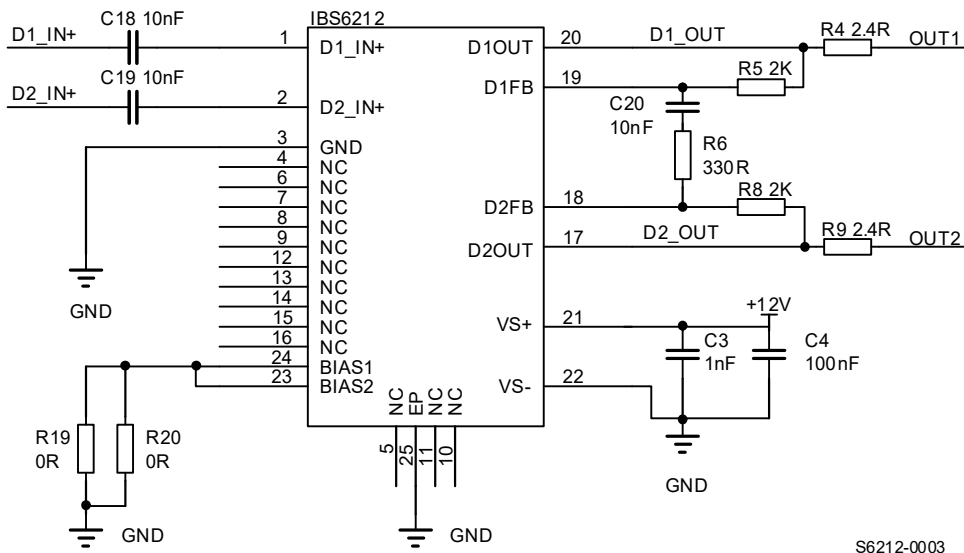 C18 10nF
IBS6212
D1_IN+
1
D1_IN+
D1OUT
20
D1_OUT
R4 2.4R
OUT1
C19 10nF
19
D1FB
R5 2K
D2_IN+
2
D2_IN+
C20
10nF
3
GND
R6
330R
4
NC
6
NC
7
NC
18
D2FB
R8 2K
8
NC
9
NC
D2OUT
17
D2_OUT
R9 2.4R
OUT2
12
NC
13
NC
14
NC
GND
+12V
15
NC
VS+
21
C3
1nF
C4
100nF
16
NC
24
BIAS1
23
BIAS2
VS-
22
NC
EP
NC
NC
5
25
11
10
R19
0R
R20
0R
GND
GND
GND
S6212-0003